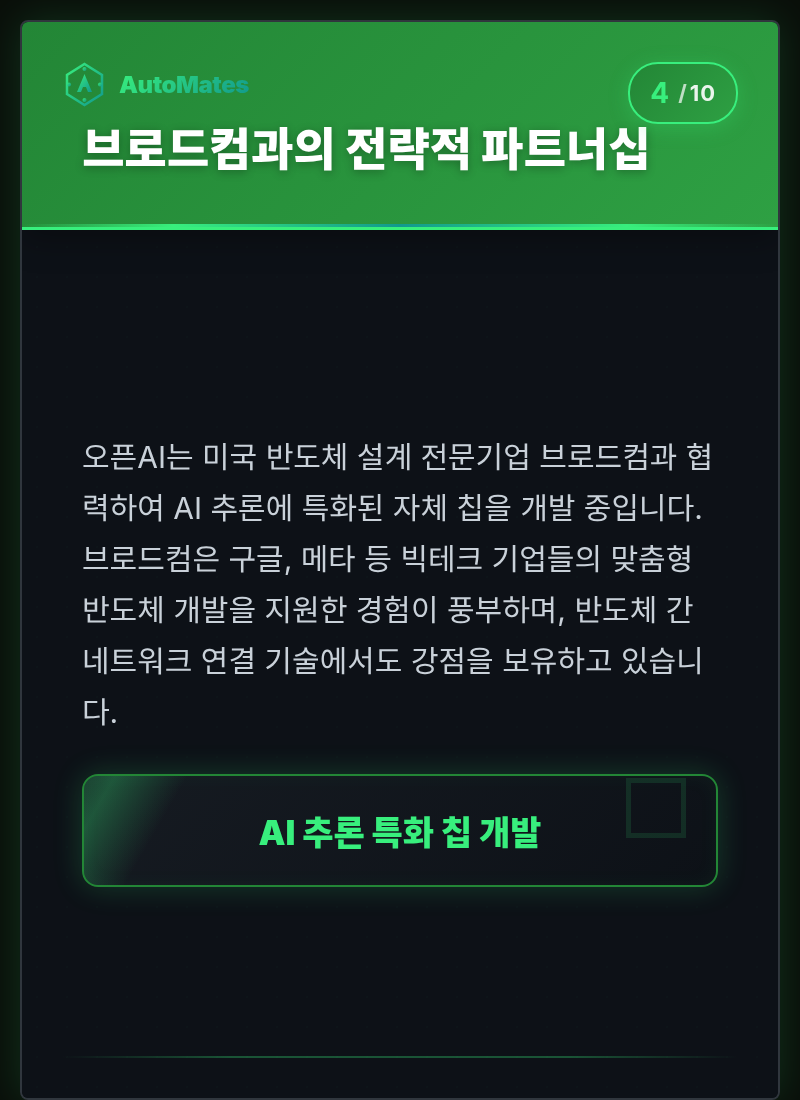 AutoMates
4 /10
브로드컴과의 전략적 파트너십
오픈AI는 미국 반도체 설계 전문기업 브로드컴과 협
력하여 AI 추론에 특화된 자체 칩을 개발 중입니다.
브로드컴은 구글, 메타 등 빅테크 기업들의 맞춤형
반도체 개발을 지원한 경험이 풍부하며, 반도체 간
네트워크 연결 기술에서도 강점을 보유하고 있습니
다.
AI 추론 특화 칩 개발